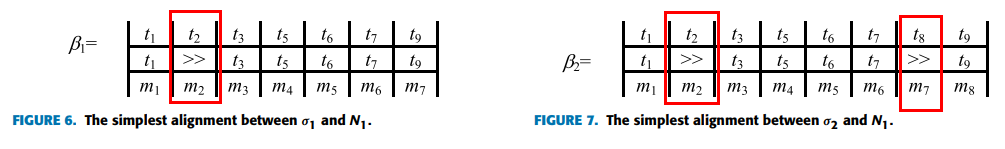 β₁=
t₁ t₂ t₃ t₅ t₆ t₇ t₉
t₁ >> t₃ t₅ t₆ t₇ t₉
m₁ m₂ m₃ m₄ m₅ m₆ m₇
FIGURE 6. The simplest alignment between σ₁ and N₁.
β₂=
t₁ t₂ t₃ t₅ t₆ t₇ t₈ t₉
t₁ >> t₃ t₅ t₆ t₇ >> t₉
m₁ m₂ m₃ m₄ m₅ m₆ m₇ m₈
FIGURE 7. The simplest alignment between σ₂ and N₁.